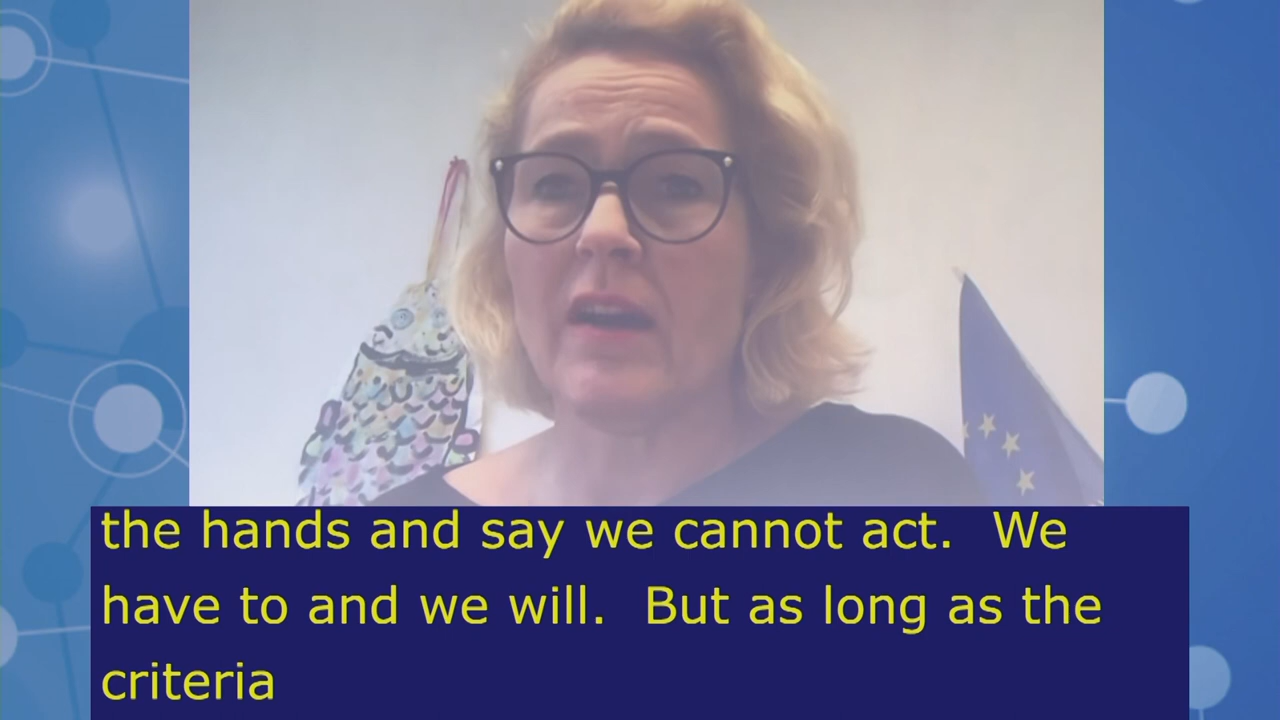 the hands and say we cannot act.  We
have to and we will.  But as long as the
criteria